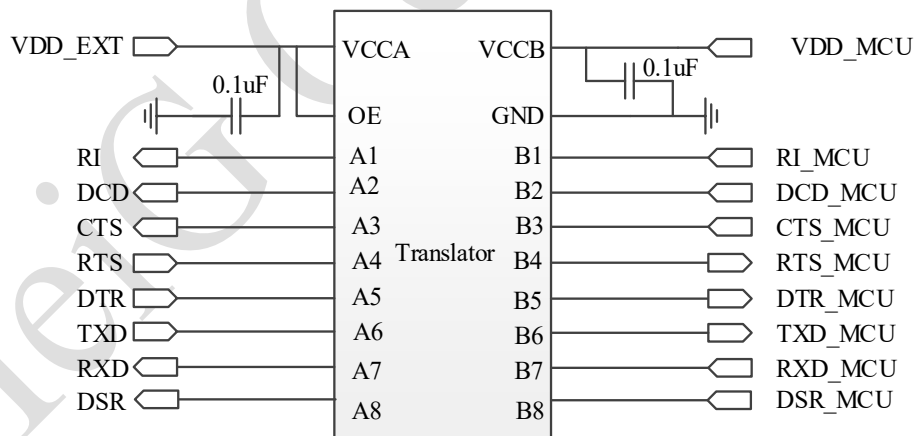 VDD_EXT VCCA VCCB VDD_MCU
0.1uF 0.1uF
OE GND
RI A1 B1 RI_MCU
DCD A2 B2 DCD_MCU
CTS A3 B3 CTS_MCU
RTS A4 Translator B4 RTS_MCU
DTR A5 B5 DTR_MCU
TXD A6 B6 TXD_MCU
RXD A7 B7 RXD_MCU
DSR A8 B8 DSR_MCU